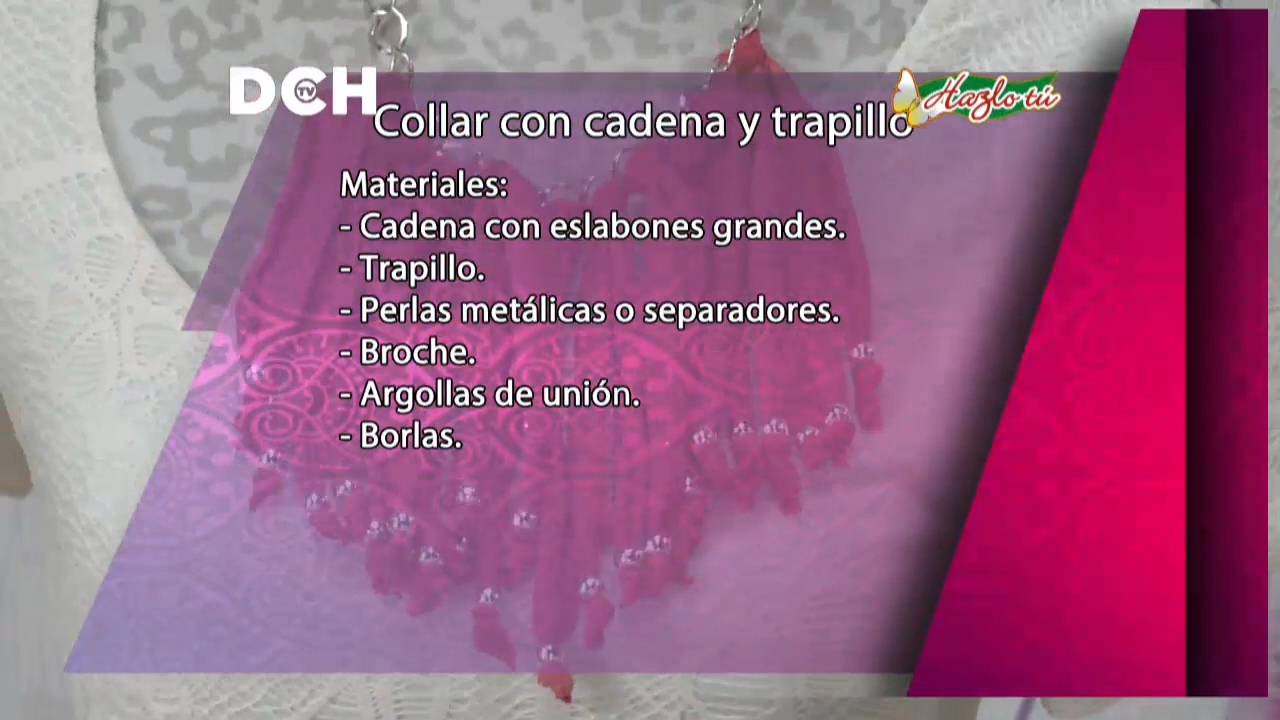 DCH
TV
Hazlo tú
Collar con cadena y trapillo
Materiales:
- Cadena con eslabones grandes.
- Trapillo.
- Perlas metálicas o separadores.
- Broche.
- Argollas de unión.
- Borlas.